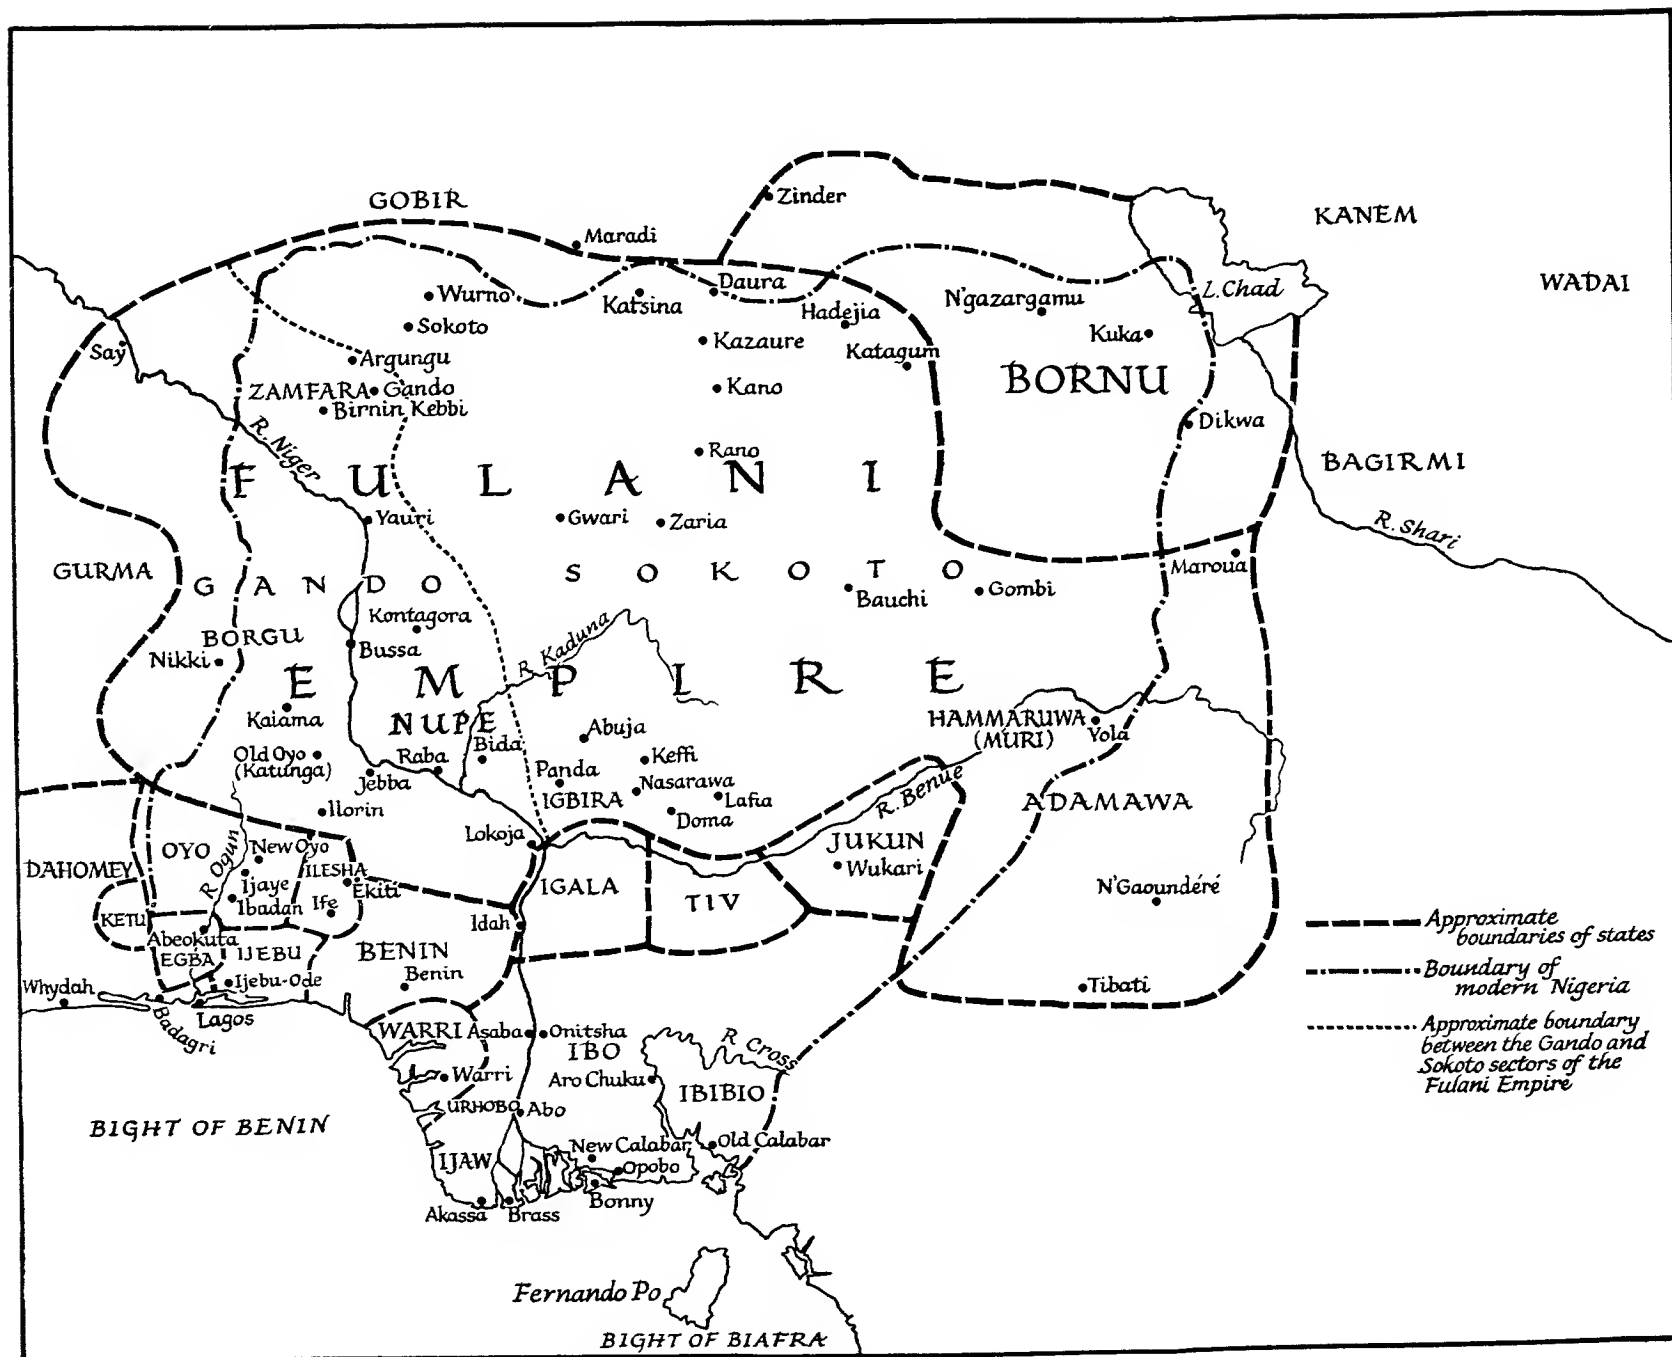 GOBIR
Zinder
KANEM
Maradi
WADAI
Wurno
Katsina
Daura
Hadejia
N'gazargamu
L. Chad
Sokoto
Kazaure
Kuka
Say
Argungu
Katagum
ZAMFARA
Gando
Kano
BORNU
Birnin Kebbi
R. Niger
Rano
Dikwa
FULANI
BAGIRMI
Yauri
Gwari
Zaria
R. Shari
GURMA
GANDO
SOKOTO
Maroua
Kontagora
Bauchi
Gombi
BORGU
Nikki
Bussa
R. Kaduna
EMPIRE
Kaiama
NUPE
Abuja
HAMMARUWA
(MURI)
Yola
Old Oyo
(Katunga)
Raba
Bida
Keffi
Jebba
Panda
Nasarawa
IGBIRA
Lafia
R. Benue
ADAMAWA
Ilorin
Doma
Lokoja
JUKUN
Wukari
DAHOMEY
OYO
R. Ogun
New Oyo
ILESHA
Ijaye
Ekiti
IGALA
TIV
N'Gaoundéré
KETU
Ibadan
Ife
Idah
Abeokuta
EGBA
IJEBU
BENIN
Benin
Whydah
Ijebu-Ode
Tibati
Badagri
Lagos
WARRI
Asaba
Onitsha
IBO
R. Cross
Warri
Aro Chuku
IBIBIO
URHOBO
Abo
BIGHT OF BENIN
IJAW
New Calabar
Old Calabar
Opobo
Akassa
Brass
Bonny
Fernando Po
BIGHT OF BIAFRA
Approximate
boundaries of states
Boundary of
modern Nigeria
Approximate boundary
between the Gando and
Sokoto sectors of the
Fulani Empire